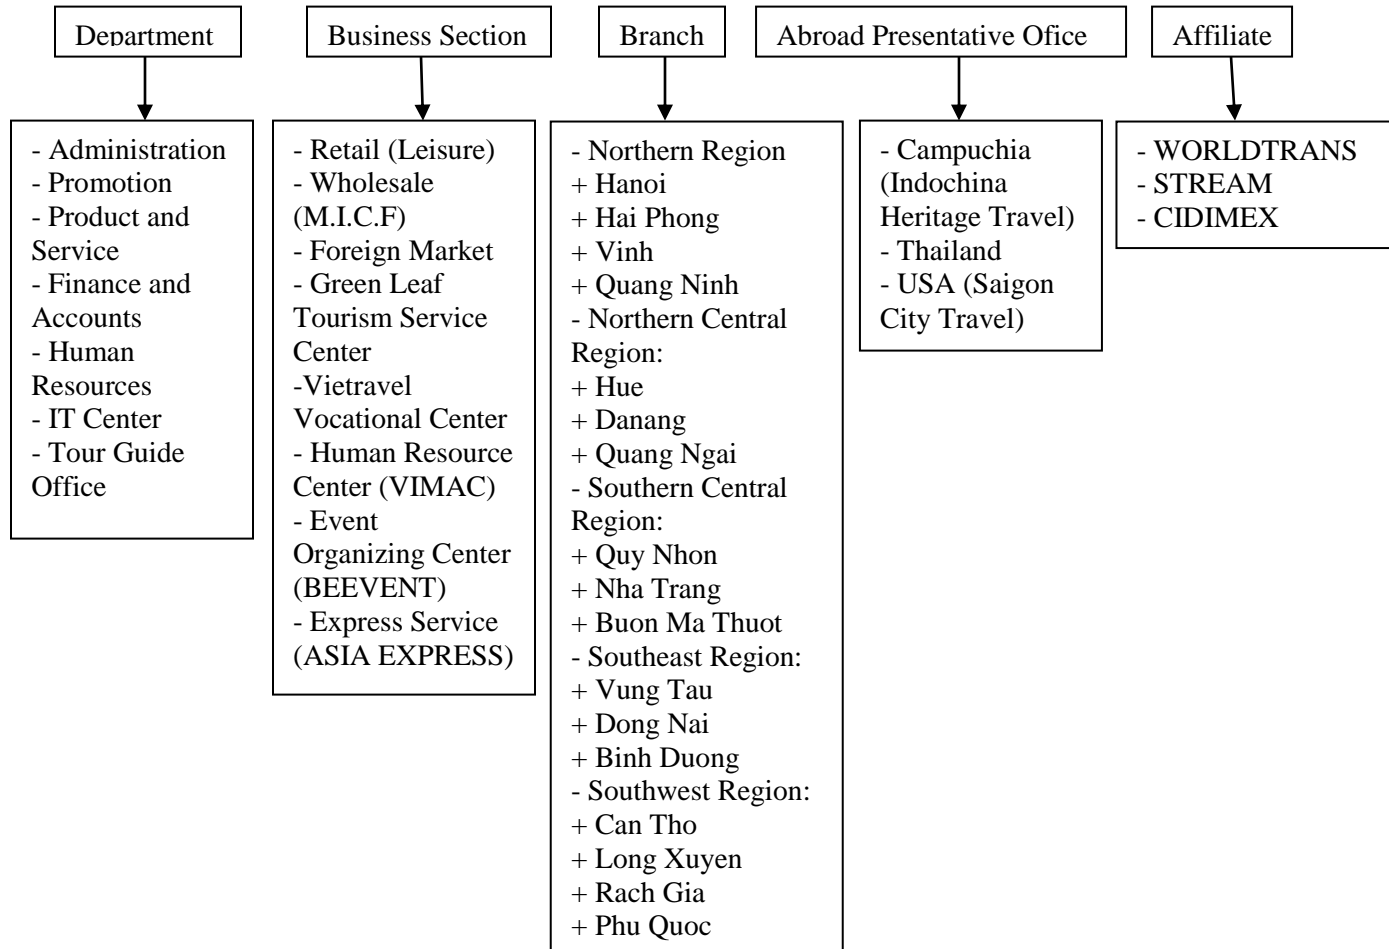 Department
Business Section
Branch
Abroad Presentative Ofice
Affiliate
- Administration
- Promotion
- Product and
Service
- Finance and
Accounts
- Human
Resources
- IT Center
- Tour Guide
Office
- Retail (Leisure)
- Wholesale
(M.I.C.F)
- Foreign Market
- Green Leaf
Tourism Service
Center
-Vietravel
Vocational Center
- Human Resource
Center (VIMAC)
- Event
Organizing Center
(BEEVENT)
- Express Service
(ASIA EXPRESS)
- Northern Region
+ Hanoi
+ Hai Phong
+ Vinh
+ Quang Ninh
- Northern Central
Region:
+ Hue
+ Danang
+ Quang Ngai
- Southern Central
Region:
+ Quy Nhon
+ Nha Trang
+ Buon Ma Thuot
- Southeast Region:
+ Vung Tau
+ Dong Nai
+ Binh Duong
- Southwest Region:
+ Can Tho
+ Long Xuyen
+ Rach Gia
+ Phu Quoc
- Campuchia
(Indochina
Heritage Travel)
- Thailand
- USA (Saigon
City Travel)
- WORLDTRANS
- STREAM
- CIDIMEX